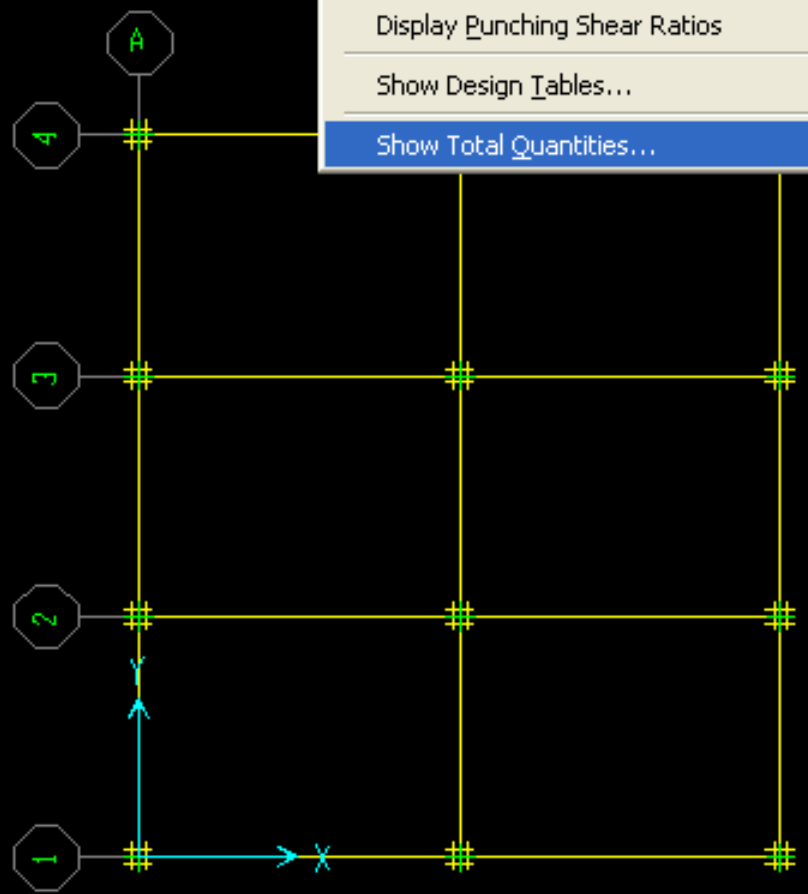 A
Display Punching Shear Ratios
Show Design Tables...
Show Total Quantities...
4
3
2
Y
1
X